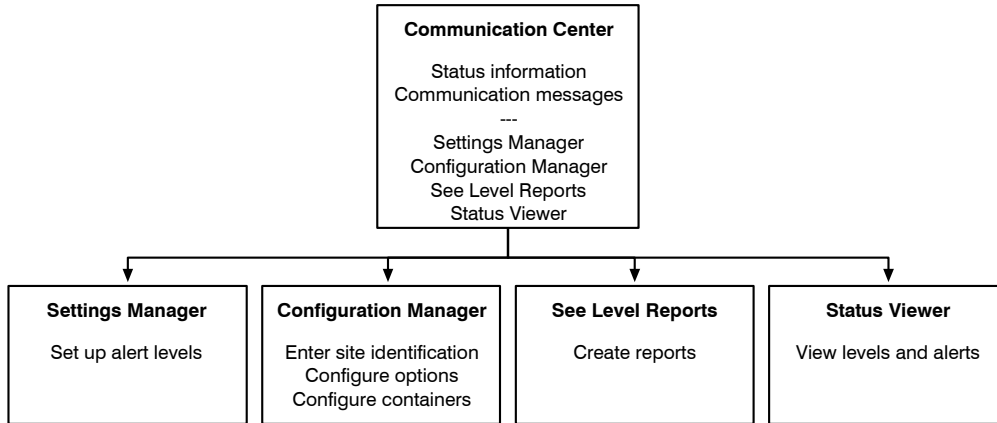 Communication Center
Status information
Communication messages
---
Settings Manager
Configuration Manager
See Level Reports
Status Viewer
Settings Manager
Set up alert levels
Configuration Manager
Enter site identification
Configure options
Configure containers
See Level Reports
Create reports
Status Viewer
View levels and alerts